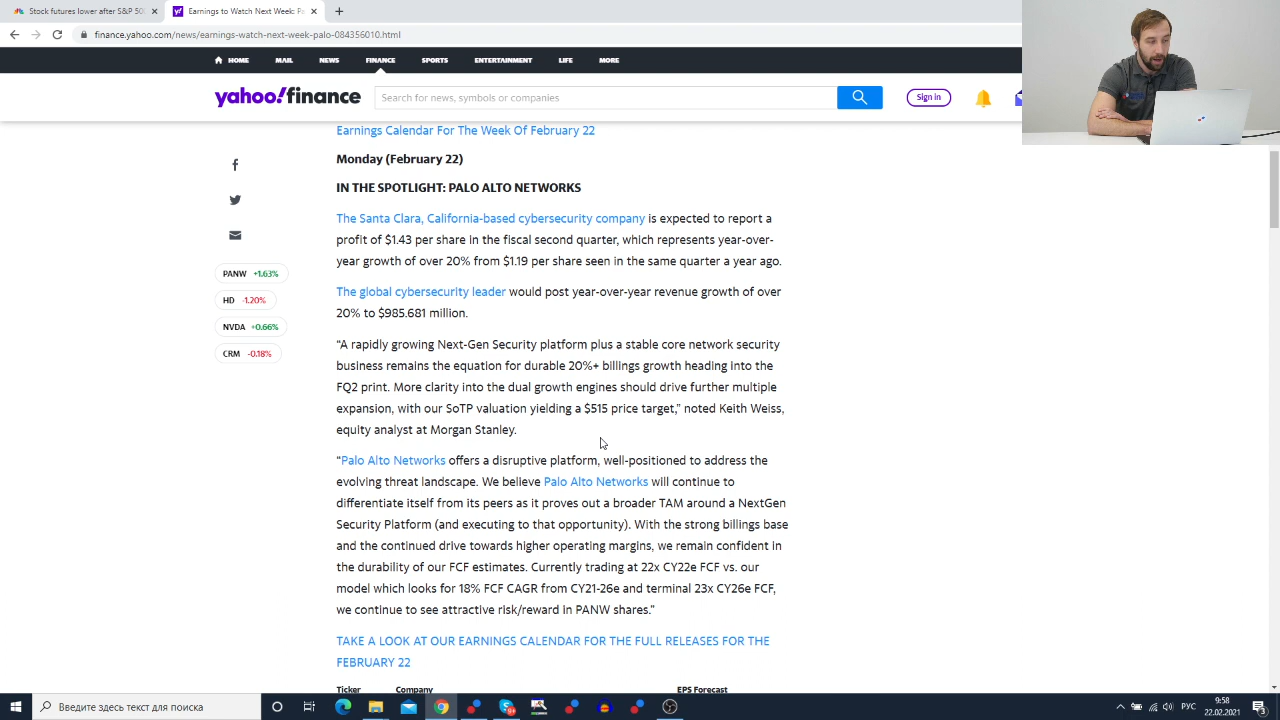 Stock futures lower after S&P 50
Earnings to Watch Next Week: Pa
finance.yahoo.com/news/earnings-watch-next-week-palo-084356010.html
HOME MAIL NEWS FINANCE SPORTS ENTERTAINMENT LIFE MORE
yahoo!finance
Search for news, symbols or companies
Sign in
Earnings Calendar For The Week Of February 22
Monday (February 22)
IN THE SPOTLIGHT: PALO ALTO NETWORKS
The Santa Clara, California-based cybersecurity company is expected to report a
profit of $1.43 per share in the fiscal second quarter, which represents year-over-
year growth of over 20% from $1.19 per share seen in the same quarter a year ago.
The global cybersecurity leader would post year-over-year revenue growth of over
20% to $985.681 million.
“A rapidly growing Next-Gen Security platform plus a stable core network security
business remains the equation for durable 20%+ billings growth heading into the
FQ2 print. More clarity into the dual growth engines should drive further multiple
expansion, with our SoTP valuation yielding a $515 price target,” noted Keith Weiss,
equity analyst at Morgan Stanley.
“Palo Alto Networks offers a disruptive platform, well-positioned to address the
evolving threat landscape. We believe Palo Alto Networks will continue to
differentiate itself from its peers as it proves out a broader TAM around a NextGen
Security Platform (and executing to that opportunity). With the strong billings base
and the continued drive towards higher operating margins, we remain confident in
the durability of our FCF estimates. Currently trading at 22x CY22e FCF vs. our
model which looks for 18% FCF CAGR from CY21-26e and terminal 23x CY26e FCF,
we continue to see attractive risk/reward in PANW shares.”
TAKE A LOOK AT OUR EARNINGS CALENDAR FOR THE FULL RELEASES FOR THE
FEBRUARY 22
Ticker Company EPS Forecast
PANW +1.63%
HD -1.20%
NVDA +0.66%
CRM -0.18%
Введите здесь текст для поиска
РУС
9:58
22.02.2021